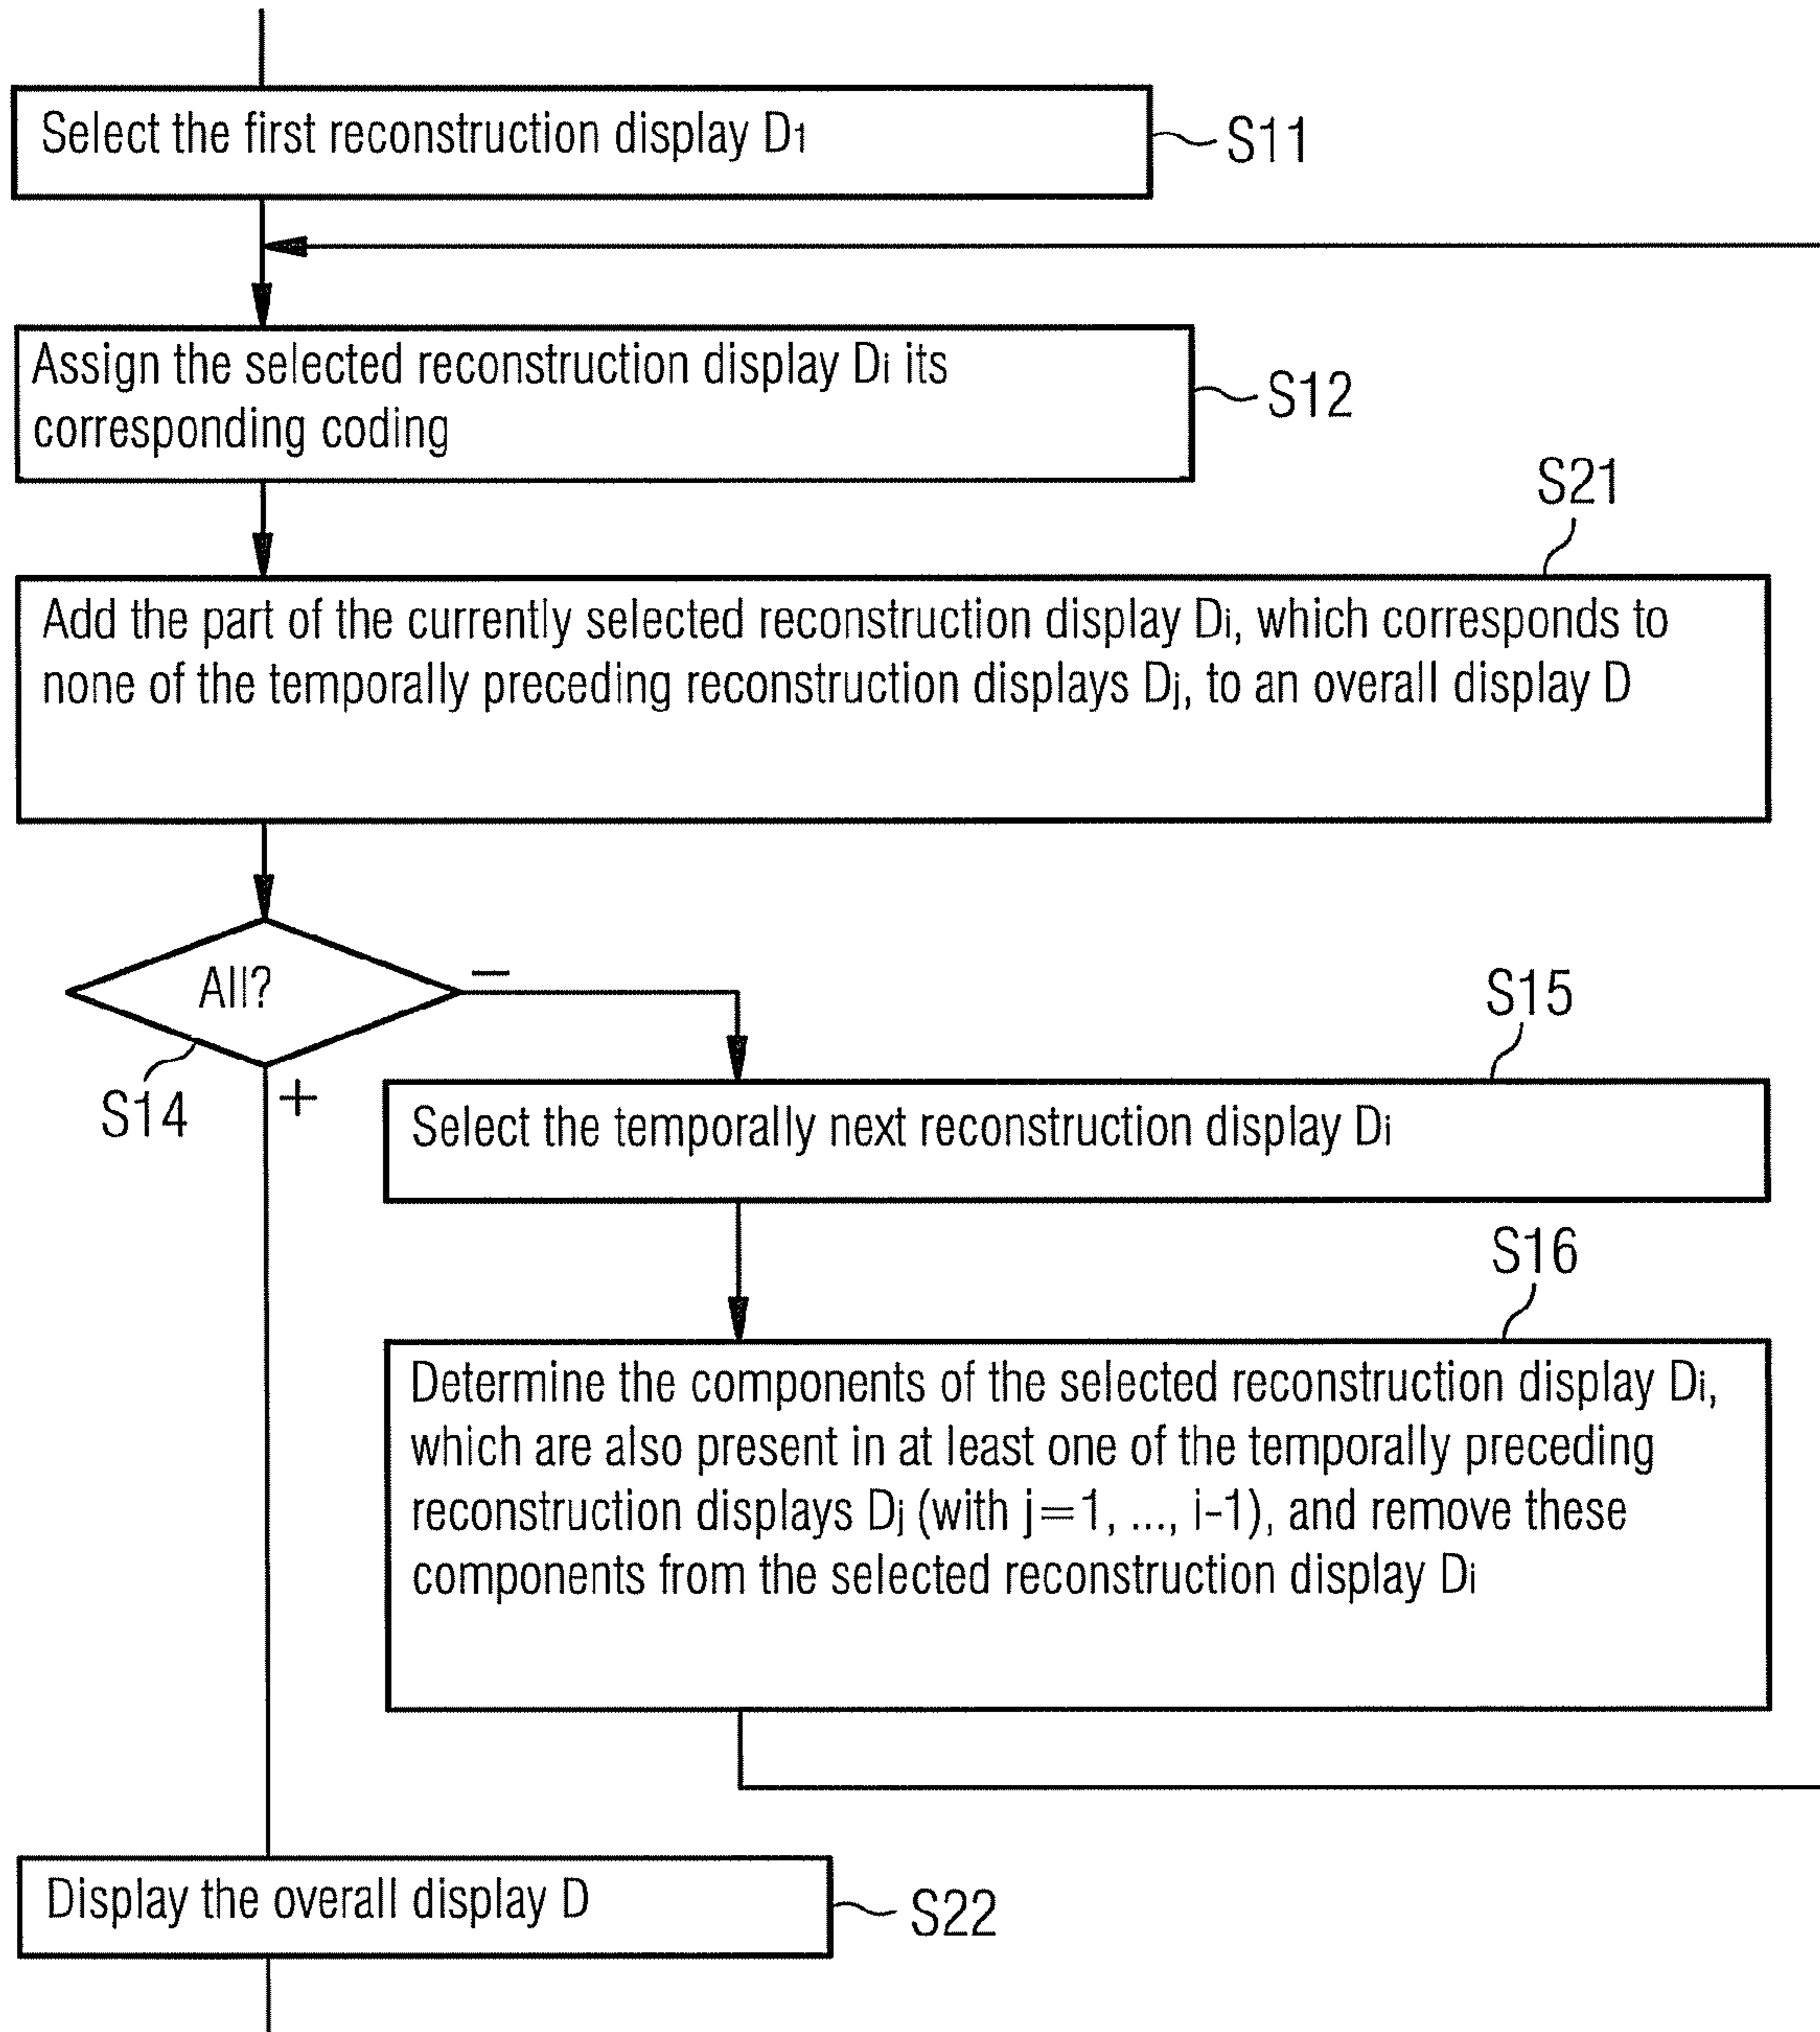 Select the first reconstruction display D1
S11
Assign the selected reconstruction display Di its
corresponding coding
S12
S21
Add the part of the currently selected reconstruction display Di, which corresponds to
none of the temporally preceding reconstruction displays Dj, to an overall display D
All?
–
S14
+
S15
Select the temporally next reconstruction display Di
S16
Determine the components of the selected reconstruction display Di,
which are also present in at least one of the temporally preceding
reconstruction displays Dj (with j=1, ..., i-1), and remove these
components from the selected reconstruction display Di
Display the overall display D
S22